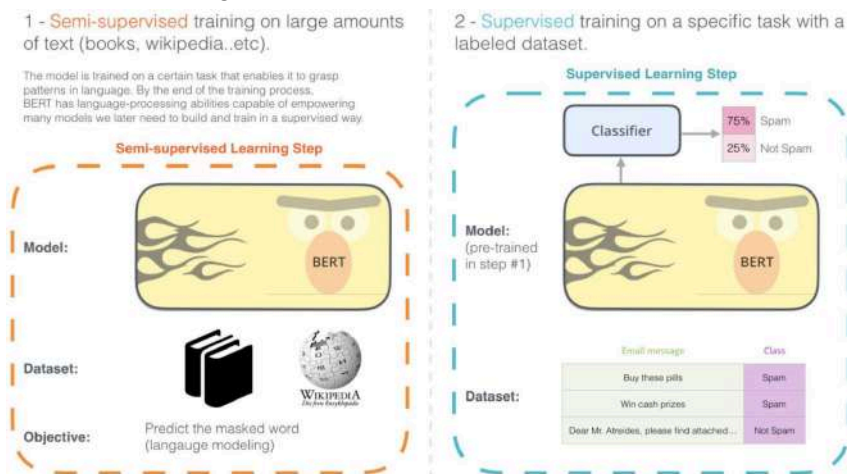 1 - Semi-supervised training on large amounts
of text (books, wikipedia..etc).
The model is trained on a certain task that enables it to grasp
patterns in language. By the end of the training process,
BERT has language-processing abilities capable of empowering
many models we later need to build and train in a supervised way.
Semi-supervised Learning Step
Model:
BERT
Dataset:
WIKIPEDIA
Die freie Enzyklopädie
Objective:
Predict the masked word
(langauge modeling)
2 - Supervised training on a specific task with a
labeled dataset.
Supervised Learning Step
Classifier
75% Spam
25% Not Spam
Model:
(pre-trained
in step #1)
BERT
Dataset:
Email message Class
Buy these pills Spam
Win cash prizes Spam
Dear Mr. Atreides, please find attached... Not Spam